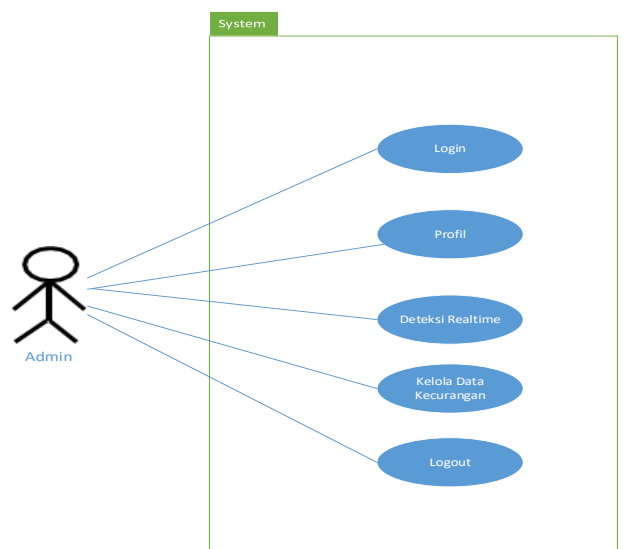 System
Login
Profil
Deteksi Realtime
Kelola Data
Kecurangan
Logout
Admin